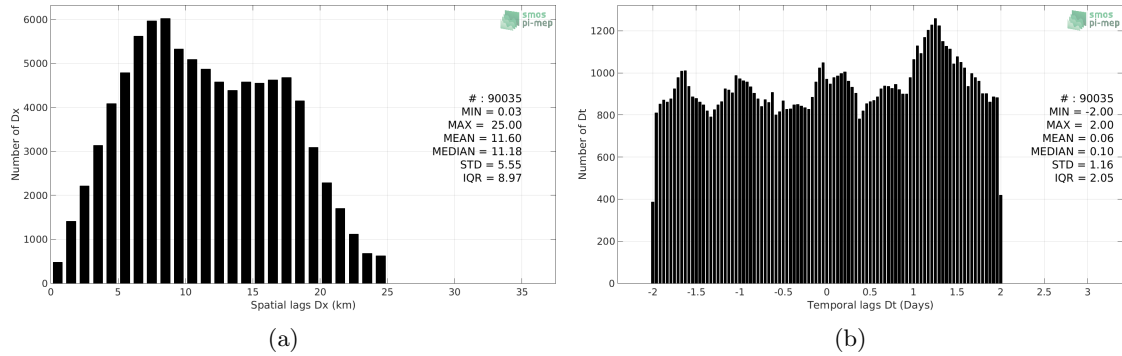 6000
5000
4000
3000
2000
1000
0
Number of Dx
smos
pi-mep
# : 90035
MIN = 0.03
MAX = 25.00
MEAN = 11.60
MEDIAN = 11.18
STD = 5.55
IQR = 8.97
0 5 10 15 20 25 30 35
Spatial lags Dx (km)
(a)
1200
1000
800
600
400
200
0
Number of Dt
smos
pi-mep
# : 90035
MIN = -2.00
MAX = 2.00
MEAN = 0.06
MEDIAN = 0.10
STD = 1.16
IQR = 2.05
-2 -1.5 -1 -0.5 0 0.5 1 1.5 2 2.5 3
Temporal lags Dt (Days)
(b)